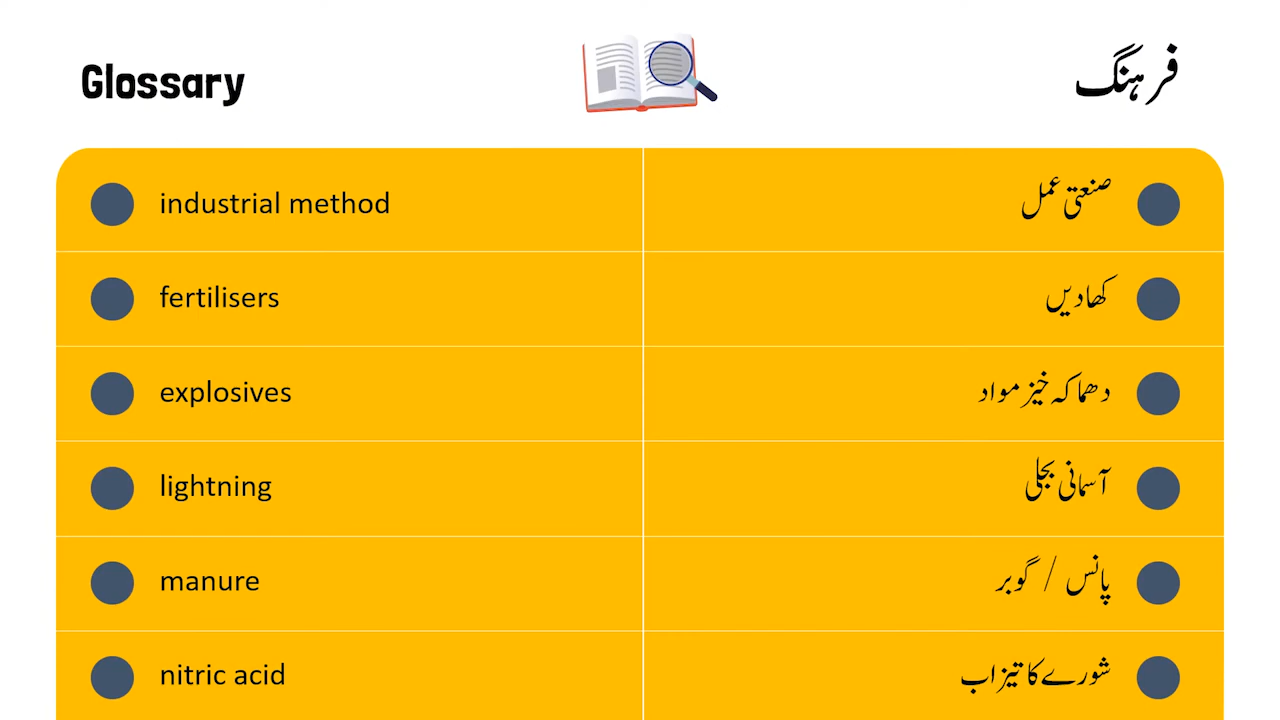 Glossary
فرہنگ
industrial method
صنعتی عمل
fertilisers
کھادیں
explosives
دھماکہ خیز مواد
lightning
آسمانی بجلی
manure
پانس / گوبر
nitric acid
شورے کا تیزاب